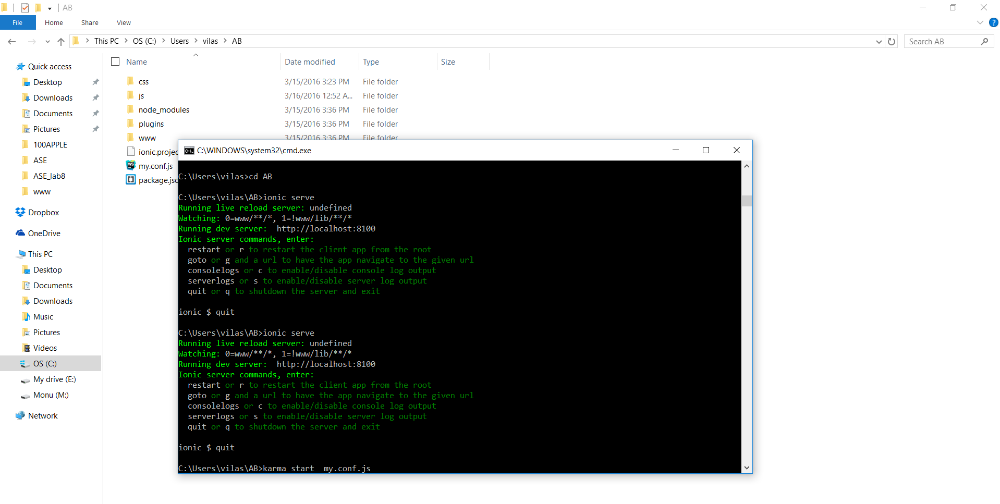 AB
File Home Share View
This PC OS (C:) Users vilas AB
Search AB
Name Date modified Type Size
Quick access
Desktop
Downloads
Documents
Pictures
100APPLE
ASE
ASE_lab8
www
Dropbox
OneDrive
This PC
Desktop
Documents
Downloads
Music
Pictures
Videos
OS (C:)
My drive (E:)
Monu (M:)
Network
css 3/15/2016 3:23 PM File folder
js 3/16/2016 12:52 A... File folder
node_modules 3/15/2016 3:36 PM File folder
plugins 3/15/2016 3:36 PM File folder
www 3/15/2016 3:36 PM File folder
ionic.projec
my.conf.js
package.jsc
C:\WINDOWS\system32\cmd.exe
C:\Users\vilas>cd AB
C:\Users\vilas\AB>ionic serve
Running live reload server: undefined
Watching: 0=www/**/*, 1=!www/lib/**/*
Running dev server:  http://localhost:8100
Ionic server commands, enter:
restart or r to restart the client app from the root
goto or g and a url to have the app navigate to the given url
consolelogs or c to enable/disable console log output
serverlogs or s to enable/disable server log output
quit or q to shutdown the server and exit
ionic $ quit
C:\Users\vilas\AB>ionic serve
Running live reload server: undefined
Watching: 0=www/**/*, 1=!www/lib/**/*
Running dev server:  http://localhost:8100
Ionic server commands, enter:
restart or r to restart the client app from the root
goto or g and a url to have the app navigate to the given url
consolelogs or c to enable/disable console log output
serverlogs or s to enable/disable server log output
quit or q to shutdown the server and exit
ionic $ quit
C:\Users\vilas\AB>karma start  my.conf.js